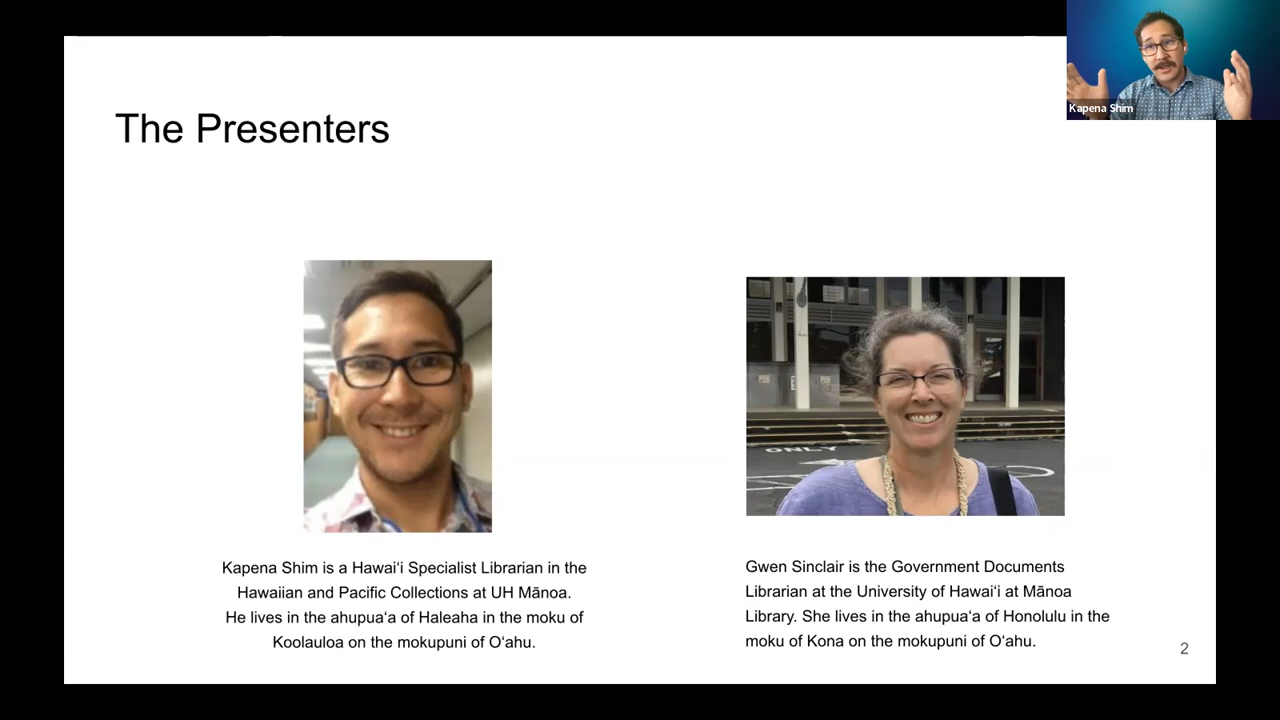 Kapena Shim
The Presenters
ONLY
Kapena Shim is a Hawaiʻi Specialist Librarian in the
Hawaiian and Pacific Collections at UH Mānoa.
He lives in the ahupuaʻa of Haleaha in the moku of
Koolauloa on the mokupuni of Oʻahu.
Gwen Sinclair is the Government Documents
Librarian at the University of Hawaiʻi at Mānoa
Library. She lives in the ahupuaʻa of Honolulu in the
moku of Kona on the mokupuni of Oʻahu.
2